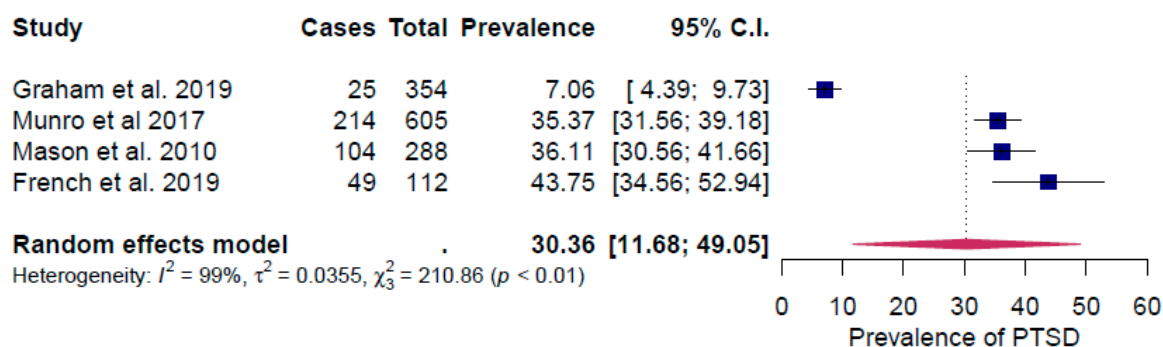 Study Cases Total Prevalence 95% C.I.
Graham et al. 2019 25 354 7.06 [ 4.39; 9.73]
Munro et al 2017 214 605 35.37 [31.56; 39.18]
Mason et al. 2010 104 288 36.11 [30.56; 41.66]
French et al. 2019 49 112 43.75 [34.56; 52.94]
Random effects model . 30.36 [11.68; 49.05]
Heterogeneity: I² = 99%, τ² = 0.0355, χ²₃ = 210.86 (p < 0.01)
0 10 20 30 40 50 60
Prevalence of PTSD